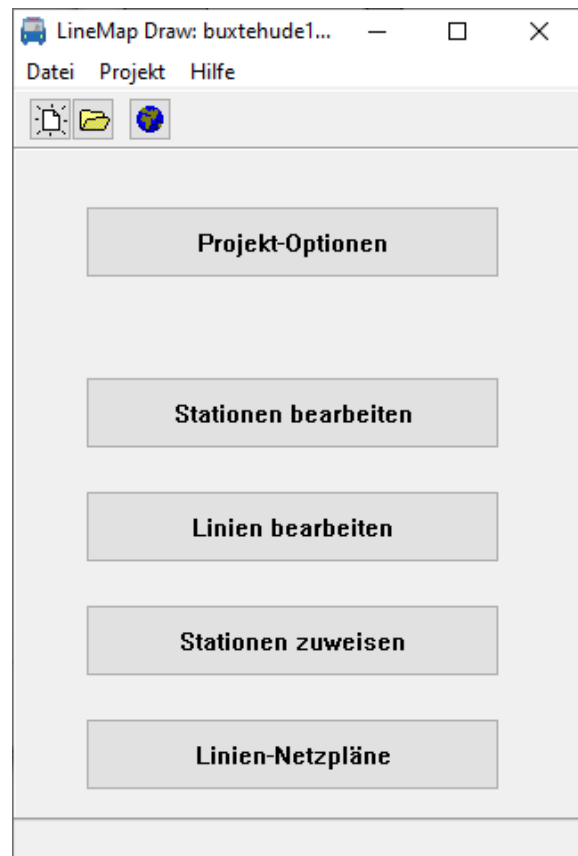 LineMap Draw: buxtehude1...
Datei Projekt Hilfe
Projekt-Optionen
Stationen bearbeiten
Linien bearbeiten
Stationen zuweisen
Linien-Netzpläne